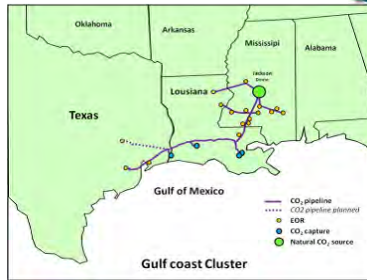 Oklahoma
Arkansas
Mississippi
Alabama
Jackson
Dome
Lousiana
Texas
Gulf of Mexico
CO2 pipeline
CO2 pipeline planned
EOR
CO2 capture
Natural CO2 source
Gulf coast Cluster